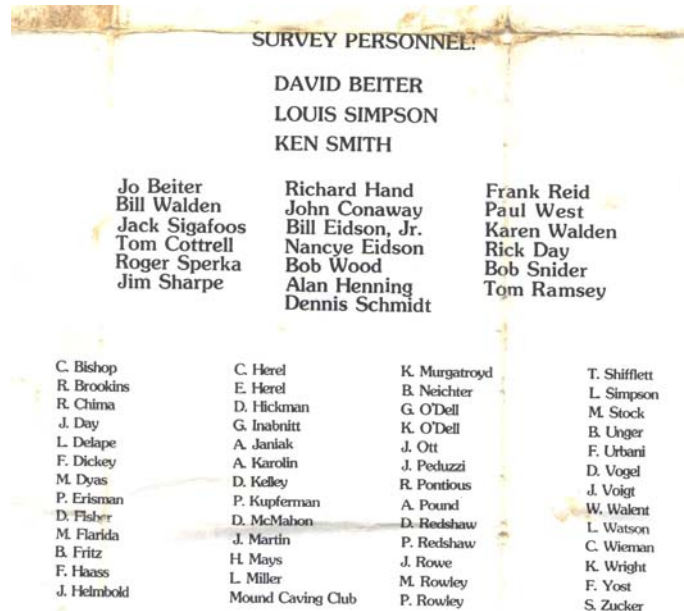 SURVEY PERSONNEL:
DAVID BEITER
LOUIS SIMPSON
KEN SMITH
Jo Beiter
Bill Walden
Jack Sigafoos
Tom Cottrell
Roger Sperka
Jim Sharpe
Richard Hand
John Conaway
Bill Eidson, Jr.
Nancye Eidson
Bob Wood
Alan Henning
Dennis Schmidt
Frank Reid
Paul West
Karen Walden
Rick Day
Bob Snider
Tom Ramsey
C. Bishop
R. Brookins
R. Chima
J. Day
L. Delape
F. Dickey
M. Dyas
P. Erisman
D. Fisher
M. Flarida
B. Fritz
F. Haass
J. Helmbold
C. Herel
E. Herel
D. Hickman
G. Inabnitt
A. Janiak
A. Karolin
D. Kelley
P. Kupferman
D. McMahon
J. Martin
H. Mays
L. Miller
Mound Caving Club
K. Murgatroyd
B. Neichter
G. O'Dell
K. O'Dell
J. Ott
J. Peduzzi
R. Pontious
A. Pound
D. Redshaw
P. Redshaw
J. Rowe
M. Rowley
P. Rowley
T. Shifflett
L. Simpson
M. Stock
B. Unger
F. Urbani
D. Vogel
J. Voigt
W. Walent
L. Watson
C. Wieman
K. Wright
F. Yost
S. Zucker